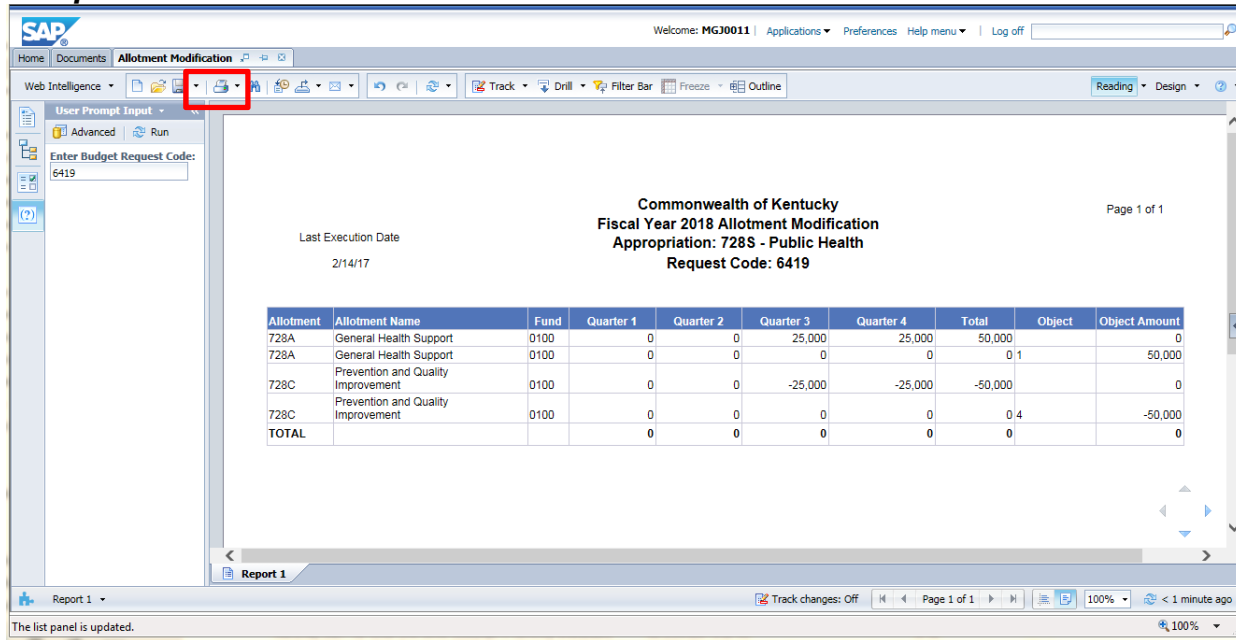 SAP
Welcome: MGJ0011 | Applications Preferences Help menu | Log off
Home Documents Allotment Modification
Web Intelligence Track Drill Filter Bar Freeze Outline Reading Design
User Prompt Input
Advanced Run
Enter Budget Request Code:
6419
Commonwealth of Kentucky
Page 1 of 1
Fiscal Year 2018 Allotment Modification
Last Execution Date
Appropriation: 728S - Public Health
2/14/17
Request Code: 6419
Allotment Allotment Name Fund Quarter 1 Quarter 2 Quarter 3 Quarter 4 Total Object Object Amount
728A General Health Support 0100 0 0 25,000 25,000 50,000 0
728A General Health Support 0100 0 0 0 0 0 1 50,000
Prevention and Quality
728C Improvement 0100 0 0 -25,000 -25,000 -50,000 0
Prevention and Quality
728C Improvement 0100 0 0 0 0 0 4 -50,000
TOTAL 0 0 0 0 0 0
Report 1
Report 1 Track changes: Off Page 1 of 1 100% < 1 minute ago
The list panel is updated. 100%